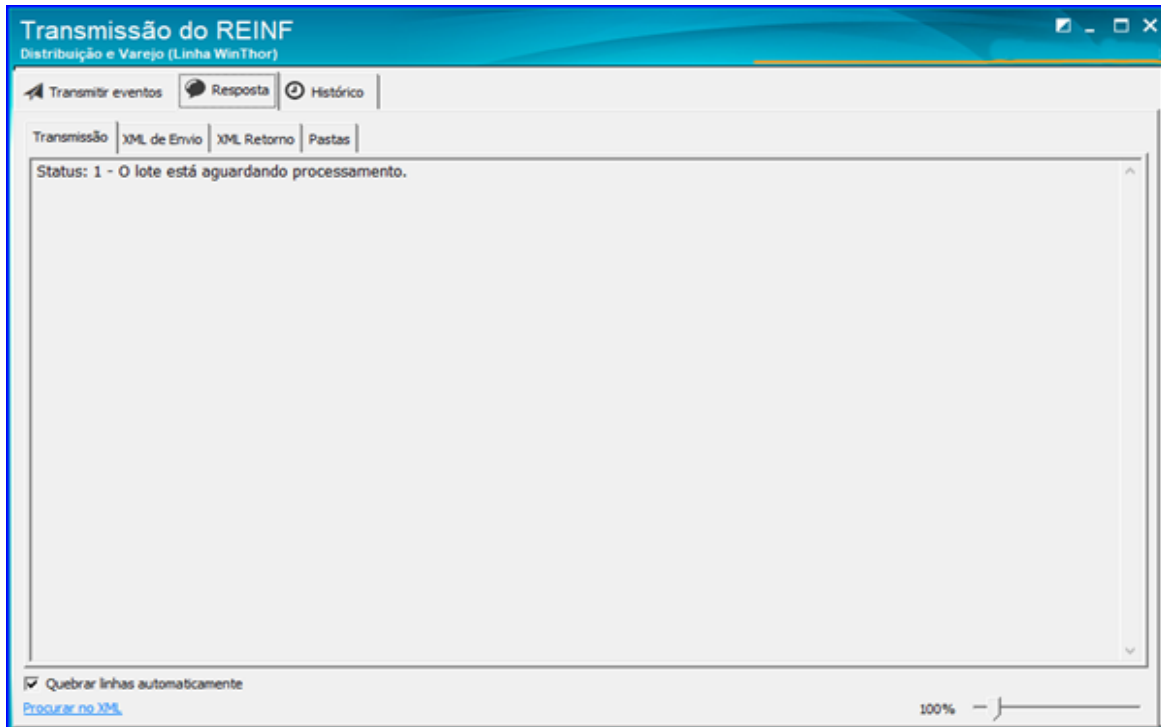 Transmissão do REINF
Distribuição e Varejo (Linha WinThor)
Transmitir eventos Resposta Histórico
Transmissão XML de Envio XML Retorno Pastas
Status: 1 - O lote está aguardando processamento.
Quebrar linhas automaticamente
Procurar no XML
100%